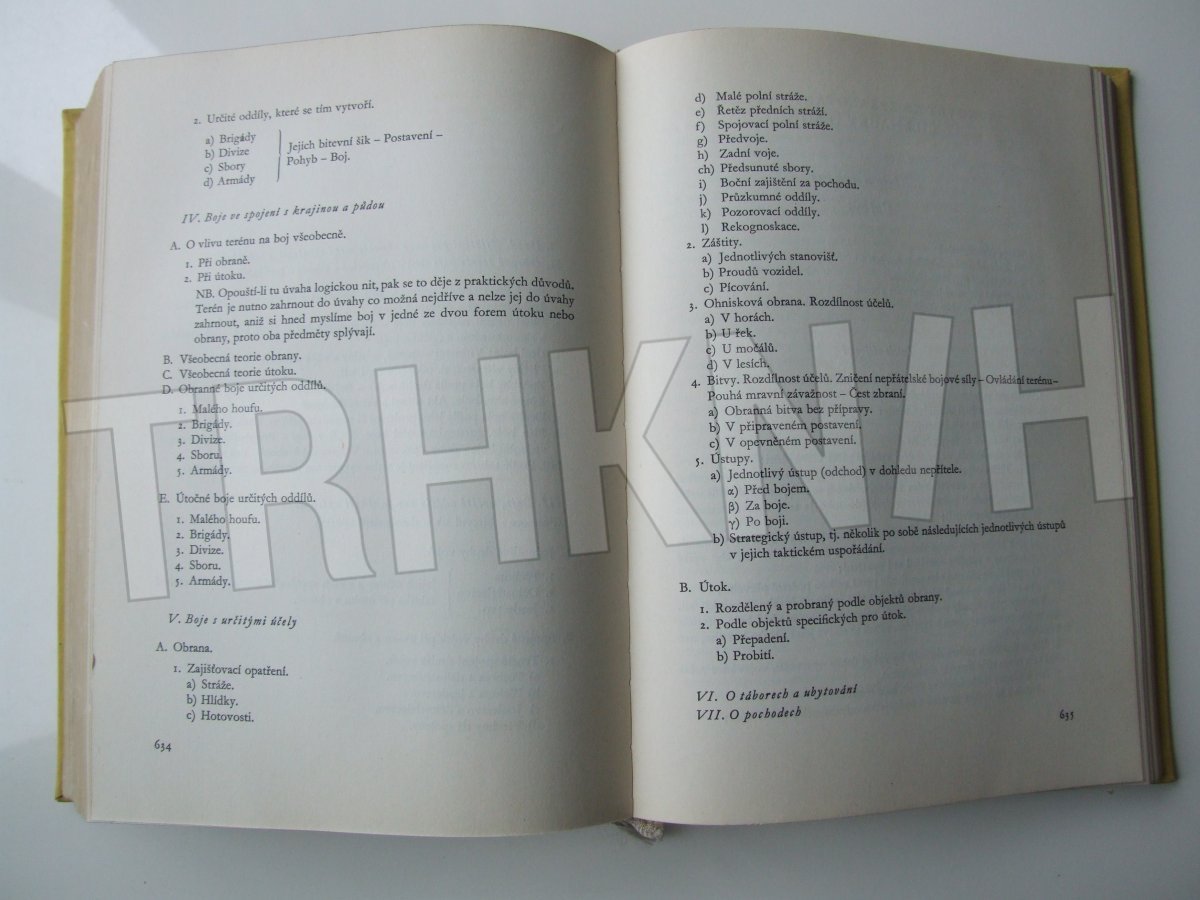 2. Určité oddíly, které se tím vytvoří.
a) Brigády
b) Divize
c) Sbory
d) Armády
Jejich bitevní šik – Postavení –
Pohyb – Boj.
IV. Boje ve spojení s krajinou a půdou
A. O vlivu terénu na boj všeobecně.
1. Při obraně.
2. Při útoku.
NB. Opouští-li tu úvaha logickou nit, pak se to děje z praktických důvodů.
Terén je nutno zahrnout do úvahy co možná nejdříve a nelze jej do úvahy
zahrnout, aniž si hned myslíme boj v jedné ze dvou forem útoku nebo
obrany, proto oba předměty splývají.
B. Všeobecná teorie obrany.
C. Všeobecná teorie útoku.
D. Obranné boje určitých oddílů.
1. Malého houfu.
2. Brigády.
3. Divize.
4. Sboru.
5. Armády.
E. Útočné boje určitých oddílů.
1. Malého houfu.
2. Brigády.
3. Divize.
4. Sboru.
5. Armády.
V. Boje s určitými účely
A. Obrana.
1. Zajišťovací opatření.
a) Stráže.
b) Hlídky.
c) Hotovosti.
634
d) Malé polní stráže.
e) Řetěz předních stráží.
f) Spojovací polní stráže.
g) Předvoje.
h) Zadní voje.
ch) Předsunuté sbory.
i) Boční zajištění za pochodu.
j) Průzkumné oddíly.
k) Pozorovací oddíly.
l) Rekognoskace.
2. Záštity.
a) Jednotlivých stanovišť.
b) Proudů vozidel.
c) Pícování.
3. Ohnisková obrana. Rozdílnost účelů.
a) V horách.
b) U řek.
c) U močálů.
d) V lesích.
4. Bitvy. Rozdílnost účelů. Zničení nepřátelské bojové síly – Ovládání terénu –
Pouhá mravní závažnost – Čest zbraní.
a) Obranná bitva bez přípravy.
b) V připraveném postavení.
c) V opevněném postavení.
5. Ústupy.
a) Jednotlivý ústup (odchod) v dohledu nepřítele.
α) Před bojem.
β) Za boje.
γ) Po boji.
b) Strategický ústup, tj. několik po sobě následujících jednotlivých ústupů
v jejich taktickém uspořádání.
B. Útok.
1. Rozdělený a probraný podle objektů obrany.
2. Podle objektů specifických pro útok.
a) Přepadení.
b) Probití.
VI. O táborech a ubytování
VII. O pochodech
635
TRHKNIH